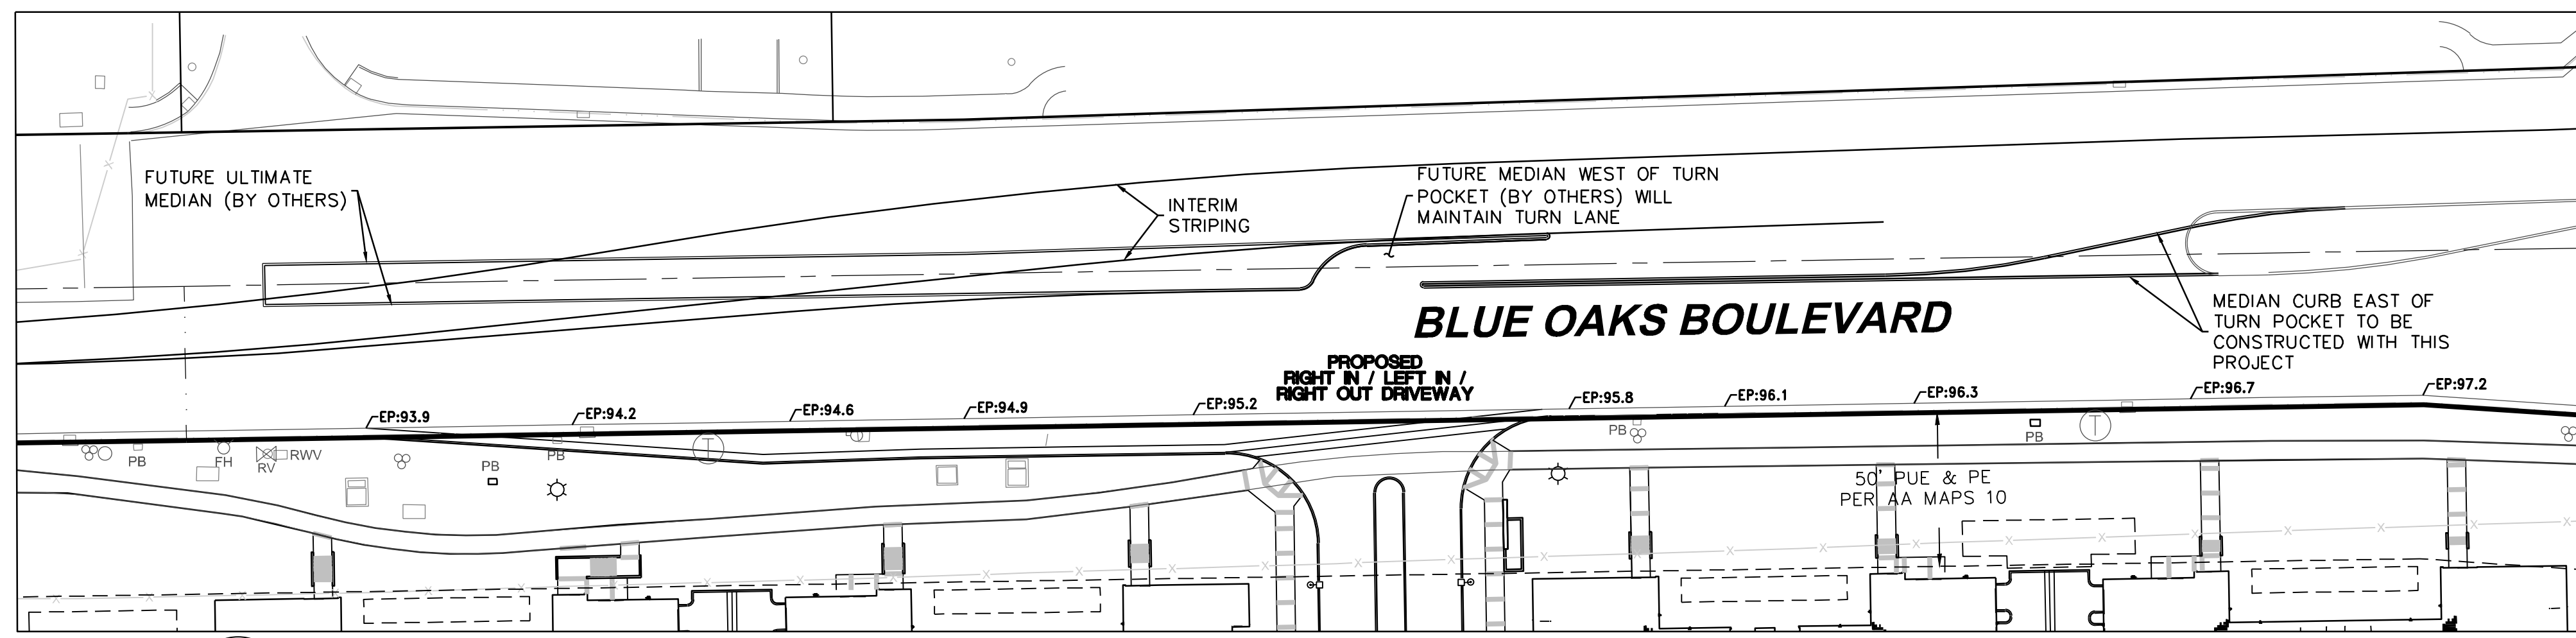 FUTURE ULTIMATE
MEDIAN (BY OTHERS)
INTERIM
STRIPING
FUTURE MEDIAN WEST OF TURN
POCKET (BY OTHERS) WILL
MAINTAIN TURN LANE
BLUE OAKS BOULEVARD
MEDIAN CURB EAST OF
TURN POCKET TO BE
CONSTRUCTED WITH THIS
PROJECT
PROPOSED
RIGHT IN / LEFT IN /
RIGHT OUT DRIVEWAY
EP:93.9
EP:94.2
EP:94.6
EP:94.9
EP:95.2
EP:95.8
EP:96.1
EP:96.3
EP:96.7
EP:97.2
PB
FH
RV
RWV
PB
PB
T
PB
PB
T
50' PUE & PE
PER AA MAPS 10